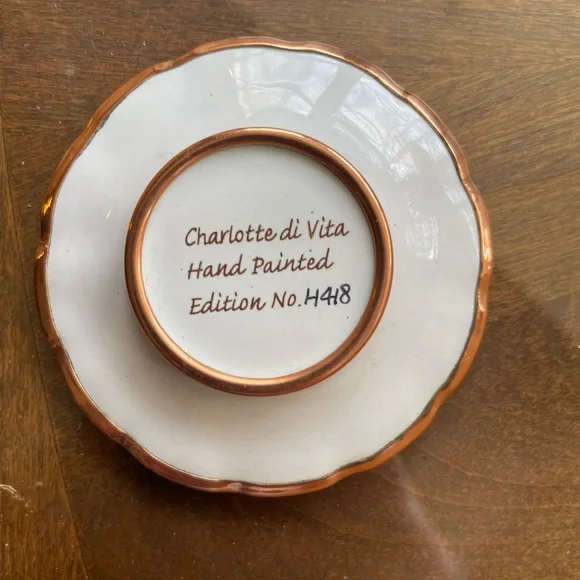 Charlotte di Vita
Hand Painted
Edition No. H418